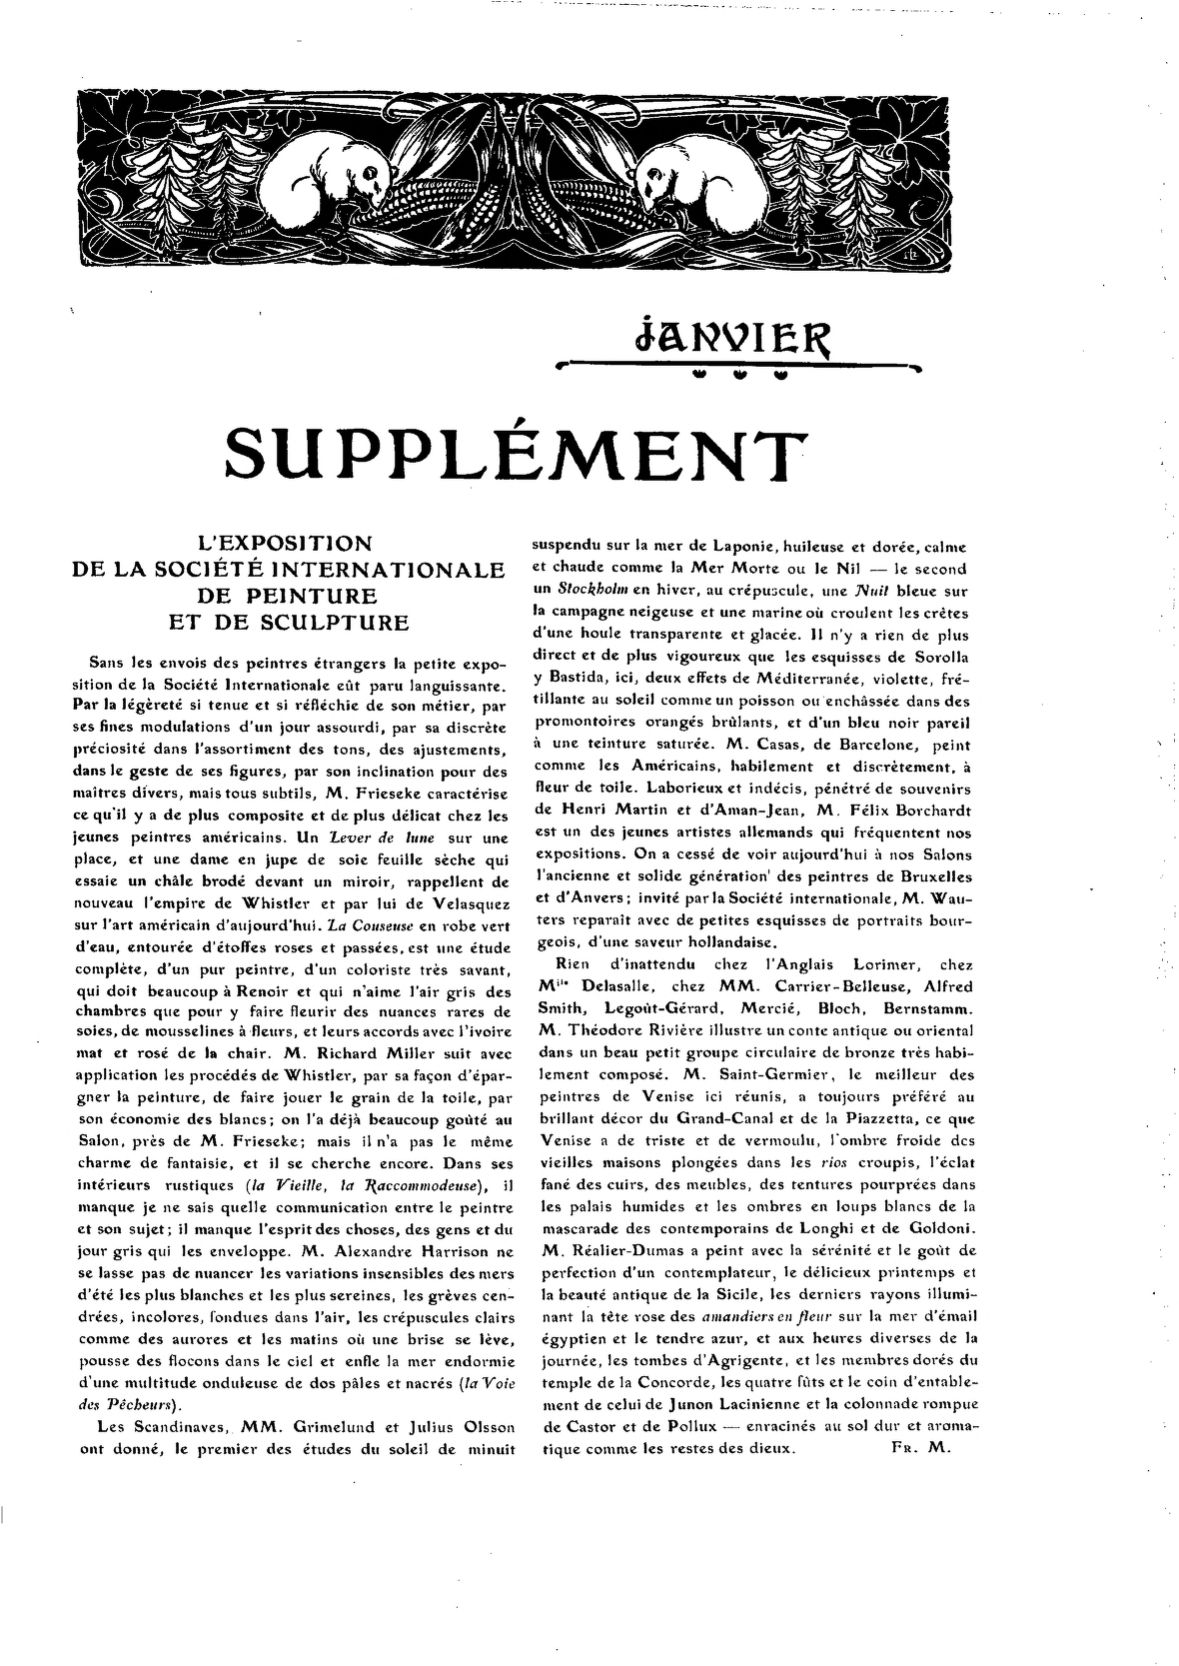 JANVIER
SUPPLÉMENT
L'EXPOSITION
DE LA SOCIÉTÉ INTERNATIONALE
DE PEINTURE
ET DE SCULPTURE
Sans les envois des peintres étrangers la petite expo-
sition de la Société Internationale eût paru languissante.
Par la légèreté si tenue et si réfléchie de son métier, par
ses fines modulations d'un jour assourdi, par sa discrète
préciosité dans l'assortiment des tons, des ajustements,
dans le geste de ses figures, par son inclination pour des
maîtres divers, mais tous subtils, M. Frieseke caractérise
ce qu'il y a de plus composite et de plus délicat chez les
jeunes peintres américains. Un Lever de lune sur une
place, et une dame en jupe de soie feuille sèche qui
essaie un châle brodé devant un miroir, rappellent de
nouveau l'empire de Whistler et par lui de Velasquez
sur l'art américain d'aujourd'hui. La Couseuse en robe vert
d'eau, entourée d'étoffes roses et passées, est une étude
complète, d'un pur peintre, d'un coloriste très savant,
qui doit beaucoup à Renoir et qui n'aime l'air gris des
chambres que pour y faire fleurir des nuances rares de
soies, de mousselines à fleurs, et leurs accords avec l'ivoire
mat et rosé de la chair. M. Richard Miller suit avec
application les procédés de Whistler, par sa façon d'épar-
gner la peinture, de faire jouer le grain de la toile, par
son économie des blancs; on l'a déjà beaucoup goûté au
Salon, près de M. Frieseke; mais il n'a pas le même
charme de fantaisie, et il se cherche encore. Dans ses
intérieurs rustiques (la Vieille, la Raccommodeuse), il
manque je ne sais quelle communication entre le peintre
et son sujet; il manque l'esprit des choses, des gens et du
jour gris qui les enveloppe. M. Alexandre Harrison ne
se lasse pas de nuancer les variations insensibles des mers
d'été les plus blanches et les plus sereines, les grèves cen-
drées, incolores, fondues dans l'air, les crépuscules clairs
comme des aurores et les matins où une brise se lève,
pousse des flocons dans le ciel et enfle la mer endormie
d'une multitude onduleuse de dos pâles et nacrés (la Voie
des Pêcheurs).
Les Scandinaves, MM. Grimelund et Julius Olsson
ont donné, le premier des études du soleil de minuit
suspendu sur la mer de Laponie, huileuse et dorée, calme
et chaude comme la Mer Morte ou le Nil — le second
un Stockholm en hiver, au crépuscule, une Nuit bleue sur
la campagne neigeuse et une marine où croulent les crêtes
d'une houle transparente et glacée. Il n'y a rien de plus
direct et de plus vigoureux que les esquisses de Sorolla
y Bastida, ici, deux effets de Méditerranée, violette, fré-
tillante au soleil comme un poisson ou enchâssée dans des
promontoires orangés brûlants, et d'un bleu noir pareil
à une teinture saturée. M. Casas, de Barcelone, peint
comme les Américains, habilement et discrètement, à
fleur de toile. Laborieux et indécis, pénétré de souvenirs
de Henri Martin et d'Aman-Jean, M. Félix Borchardt
est un des jeunes artistes allemands qui fréquentent nos
expositions. On a cessé de voir aujourd'hui à nos Salons
l'ancienne et solide génération des peintres de Bruxelles
et d'Anvers; invité par la Société internationale, M. Wau-
ters reparaît avec de petites esquisses de portraits bour-
geois, d'une saveur hollandaise.
Rien d'inattendu chez l'Anglais Lorimer, chez
Mlle Delasalle, chez MM. Carrier-Belleuse, Alfred
Smith, Legoût-Gérard, Mercié, Bloch, Bernstamm.
M. Théodore Rivière illustre un conte antique ou oriental
dans un beau petit groupe circulaire de bronze très habi-
lement composé. M. Saint-Germier, le meilleur des
peintres de Venise ici réunis, a toujours préféré au
brillant décor du Grand-Canal et de la Piazzetta, ce que
Venise a de triste et de vermoulu, l'ombre froide des
vieilles maisons plongées dans les rios croupis, l'éclat
fané des cuirs, des meubles, des tentures pourprées dans
les palais humides et les ombres en loups blancs de la
mascarade des contemporains de Longhi et de Goldoni.
M. Réalier-Dumas a peint avec la sérénité et le goût de
perfection d'un contemplateur, le délicieux printemps et
la beauté antique de la Sicile, les derniers rayons illumi-
nant la tête rose des amandiers en fleur sur la mer d'émail
égyptien et le tendre azur, et aux heures diverses de la
journée, les tombes d'Agrigente, et les membres dorés du
temple de la Concorde, les quatre fûts et le coin d'entable-
ment de celui de Junon Lacinienne et la colonnade rompue
de Castor et de Pollux — enracinés au sol dur et aroma-
tique comme les restes des dieux. FR. M.